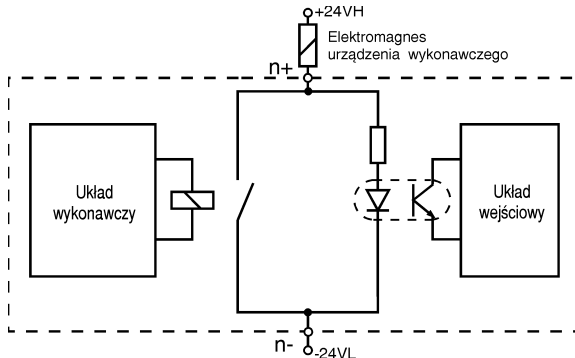 +24VH
Elektromagnes
urządzenia wykonawczego
n+
Układ
wykonawczy
Układ
wejściowy
n-
-24VL